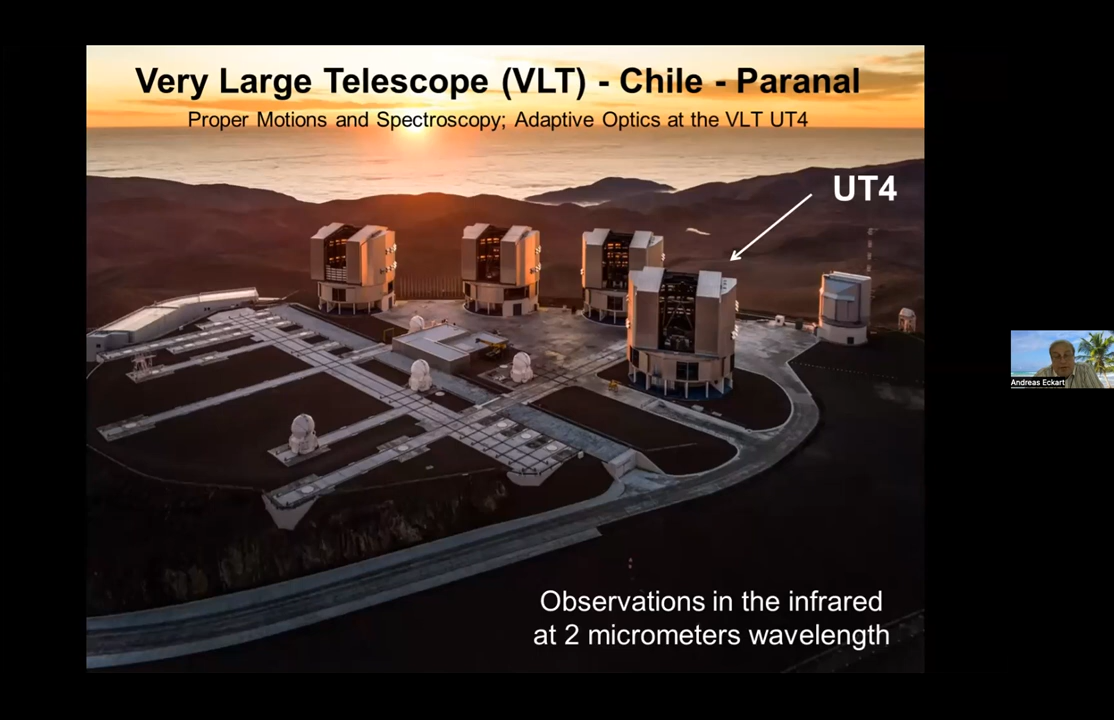 Very Large Telescope (VLT) - Chile - Paranal
Proper Motions and Spectroscopy; Adaptive Optics at the VLT UT4
UT4
Observations in the infrared
at 2 micrometers wavelength
Andreas Eckart